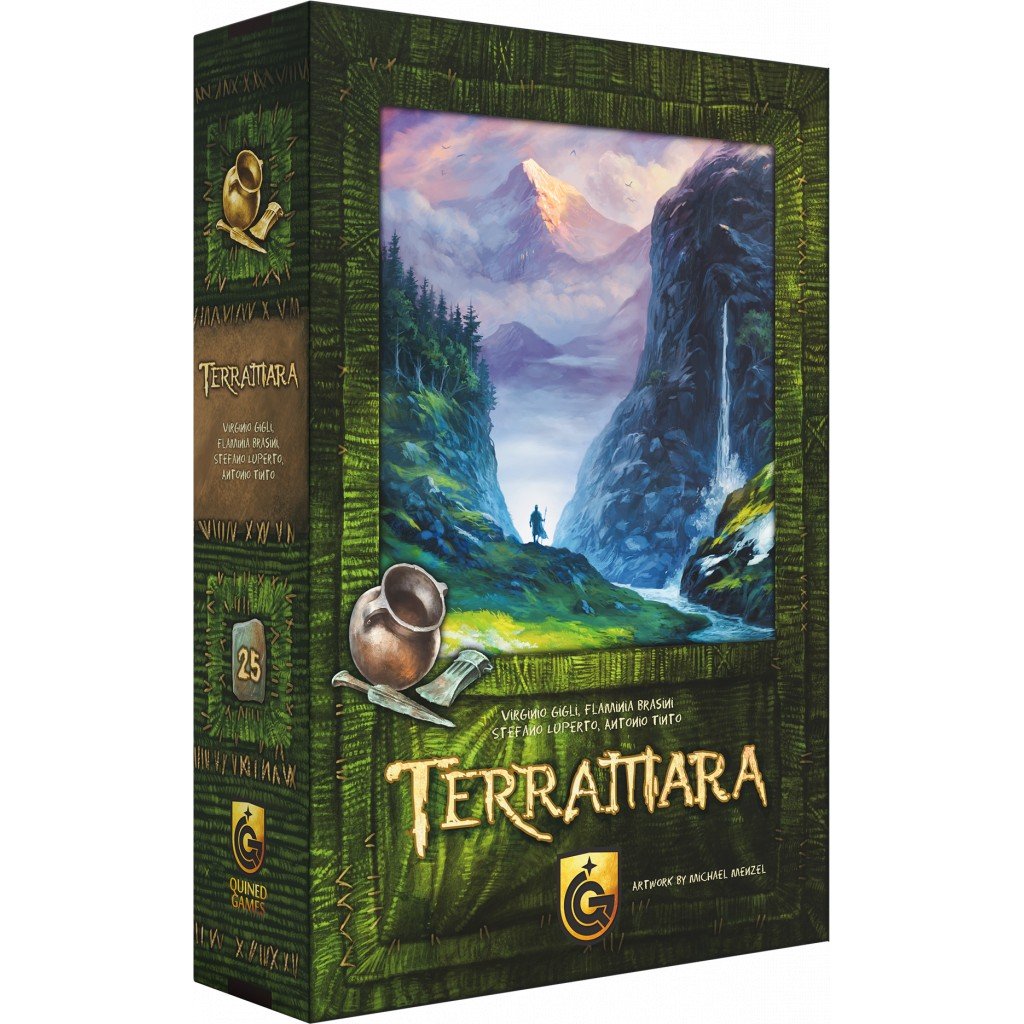 TERRAMARA
VIRGINIO GIGLI,
FLAMINIA BRASINI,
STEFANO LUPERTO,
ANTONIO TINTO
25
QUINED
GAMES
VIRGINIO GIGLI, FLAMINIA BRASINI
STEFANO LUPERTO, ANTONIO TINTO
TERRAMARA
ARTWORK BY MICHAEL MENZEL